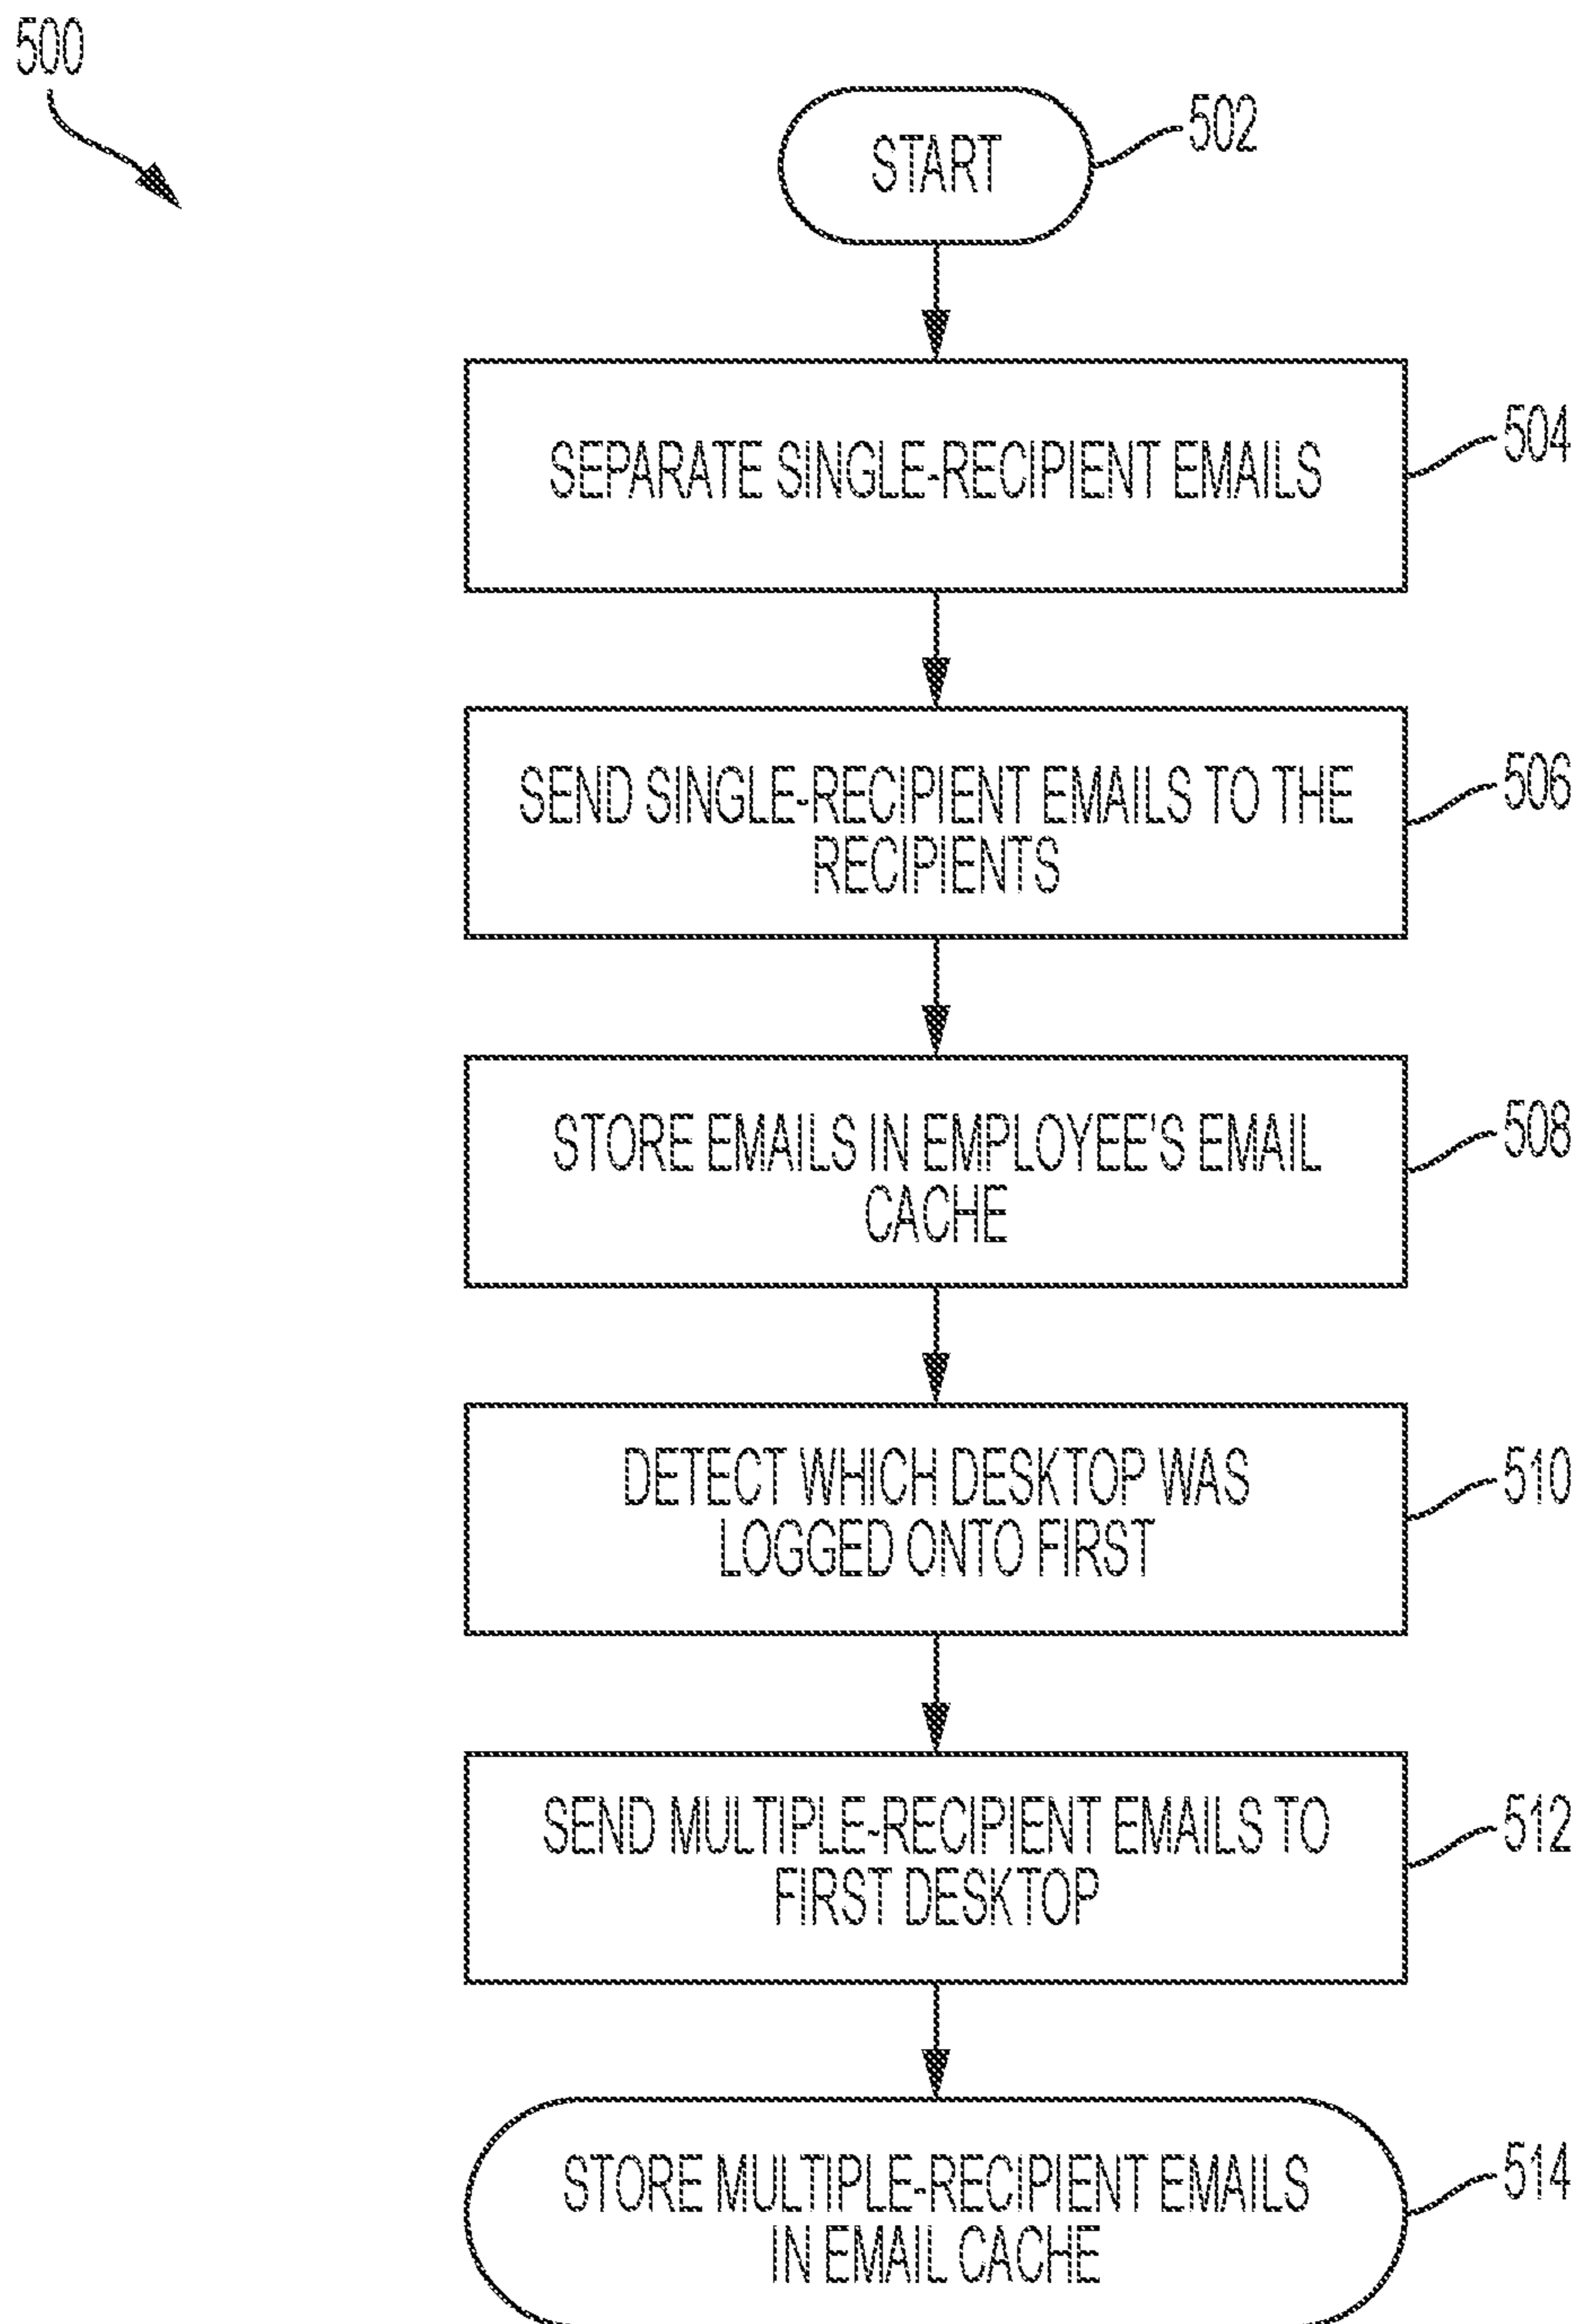 500
START
502
SEPARATE SINGLE-RECIPIENT EMAILS
504
SEND SINGLE-RECIPIENT EMAILS TO THE
RECIPIENTS
506
STORE EMAILS IN EMPLOYEE'S EMAIL
CACHE
508
DETECT WHICH DESKTOP WAS
LOGGED ONTO FIRST
510
SEND MULTIPLE-RECIPIENT EMAILS TO
FIRST DESKTOP
512
STORE MULTIPLE-RECIPIENT EMAILS
IN EMAIL CACHE
514